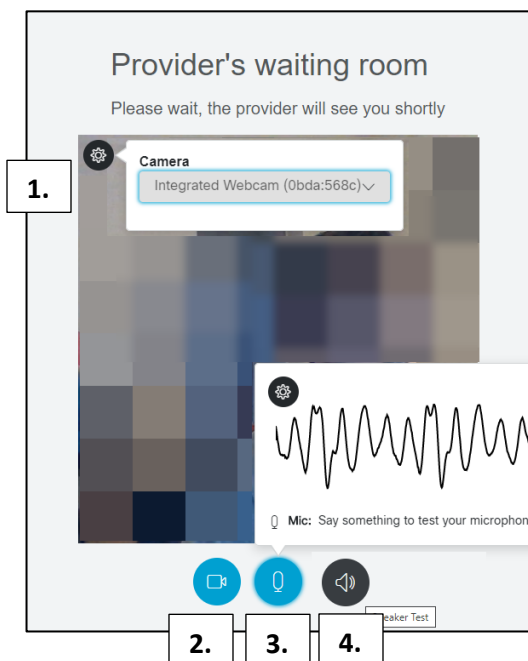 Provider's waiting room
Please wait, the provider will see you shortly
Camera
1.
Integrated Webcam (0bda:568c)
Mic: Say something to test your microphon
eaker Test
2.
3.
4.